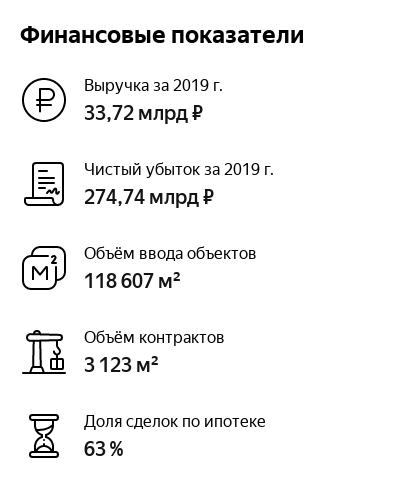 Финансовые показатели
Выручка за 2019 г.
33,72 млрд ₽
Чистый убыток за 2019 г.
274,74 млрд ₽
М²
Объём ввода объектов
118 607 м²
Объём контрактов
3 123 м²
Доля сделок по ипотеке
63 %